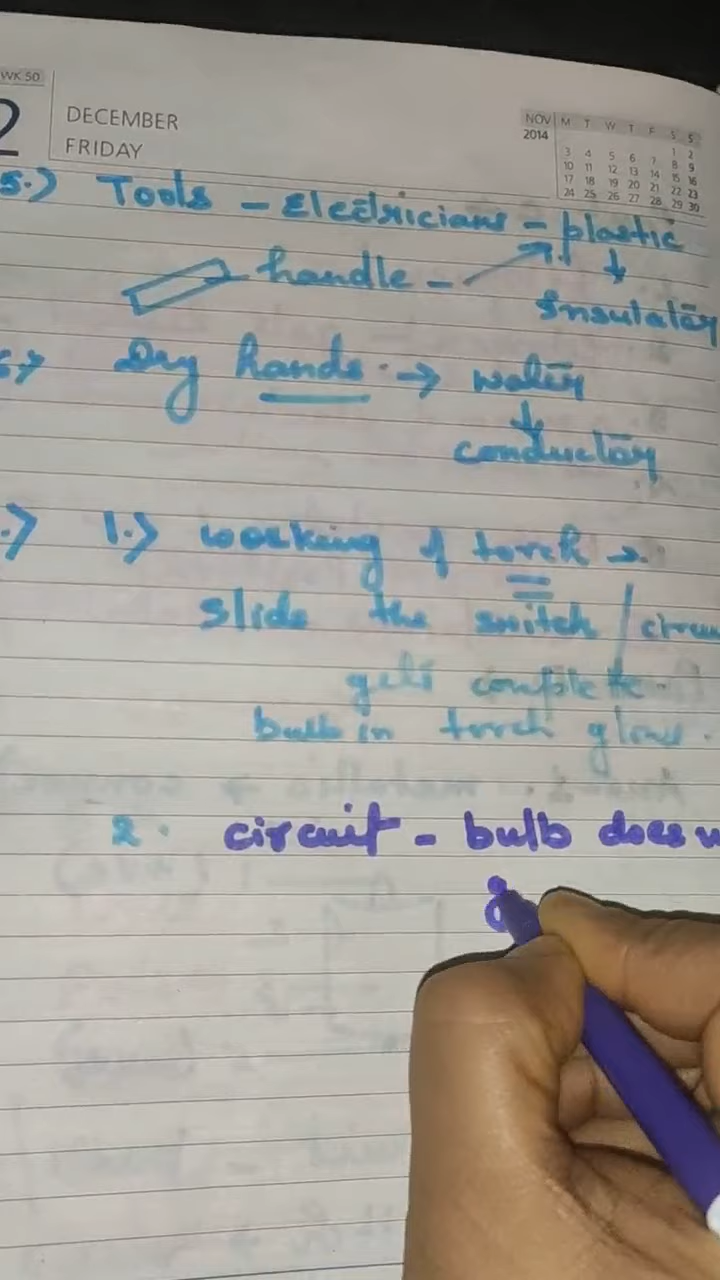 WK 50
2
DECEMBER
FRIDAY
NOV
2014
M T W T F S S
1 2
3 4 5 6 7 8 9
10 11 12 13 14 15 16
17 18 19 20 21 22 23
24 25 26 27 28 29 30
5.) Tools - Electricians - plastic ↓
handle - Insulator
Dry hands → water ↓
conductor
1.) working of torch →
slide the switch / circu
gets complete.
bulb in torch glows.
2. circuit - bulb does n